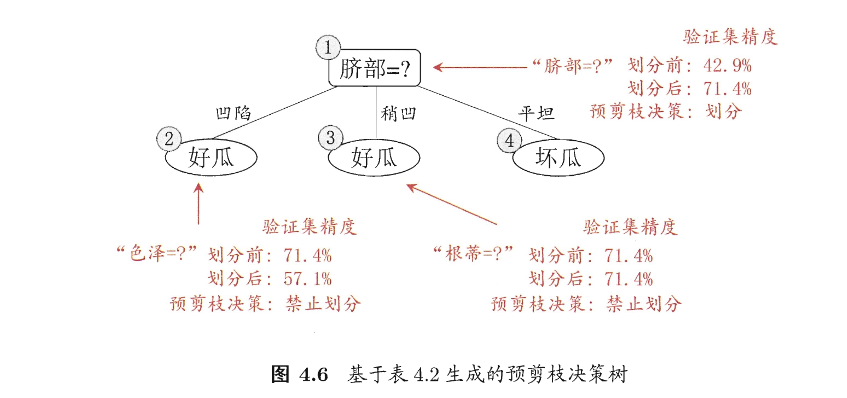 验证集精度
①
脐部=?
“脐部=?” 划分前: 42.9%
划分后: 71.4%
预剪枝决策: 划分
凹陷
稍凹
平坦
②
好瓜
③
好瓜
④
坏瓜
验证集精度
“色泽=?” 划分前: 71.4%
划分后: 57.1%
预剪枝决策: 禁止划分
验证集精度
“根蒂=?” 划分前: 71.4%
划分后: 71.4%
预剪枝决策: 禁止划分
图 4.6 基于表 4.2 生成的预剪枝决策树